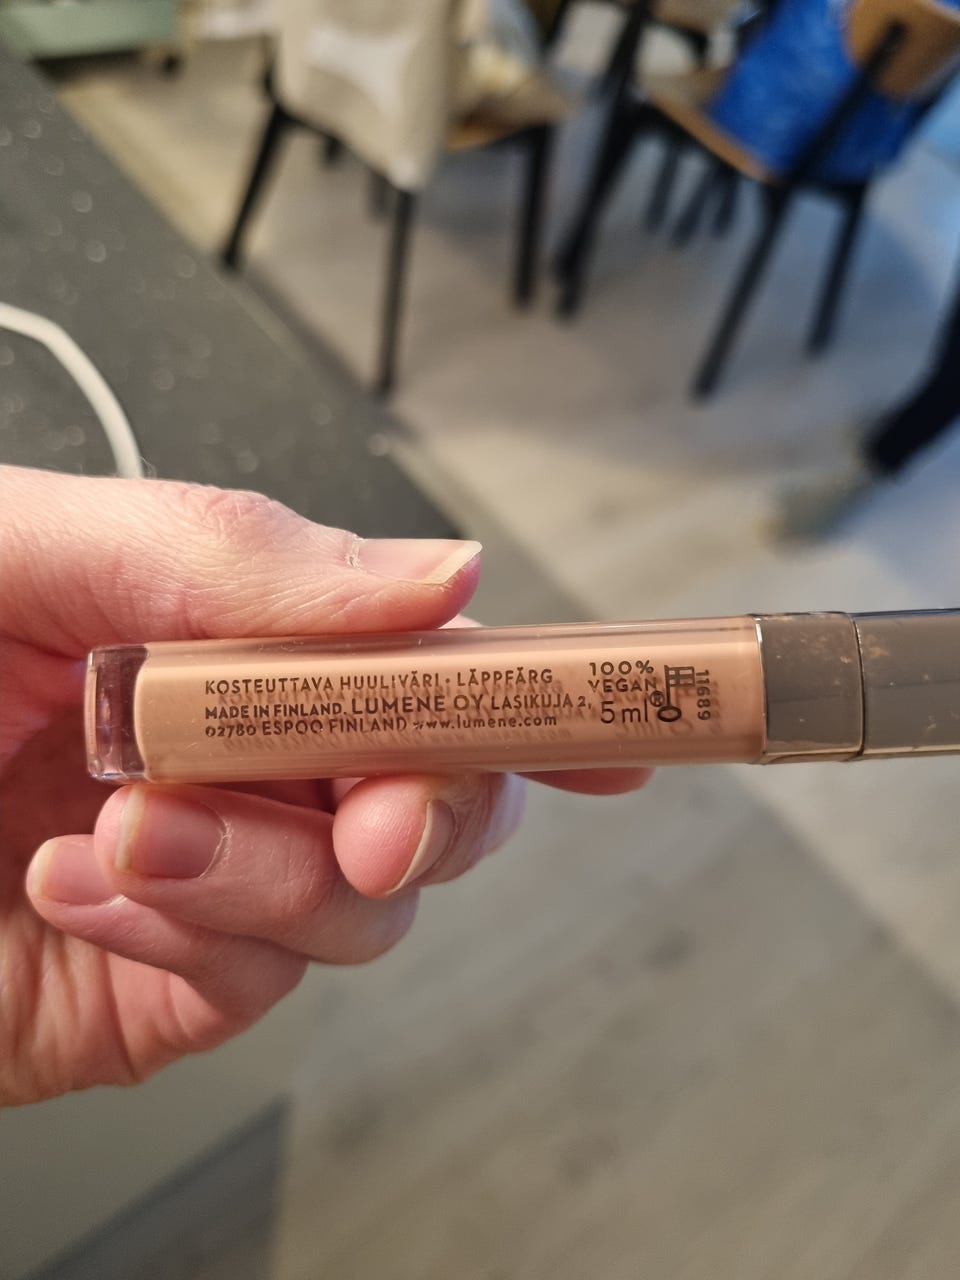 KOSTEUTTAVA HUULIVÄRI • LÄPPFÄRG
MADE IN FINLAND. LUMENE OY LASIKUJA 2,
02780 ESPOO FINLAND www.lumene.com
100%
VEGAN
5 ml
11689